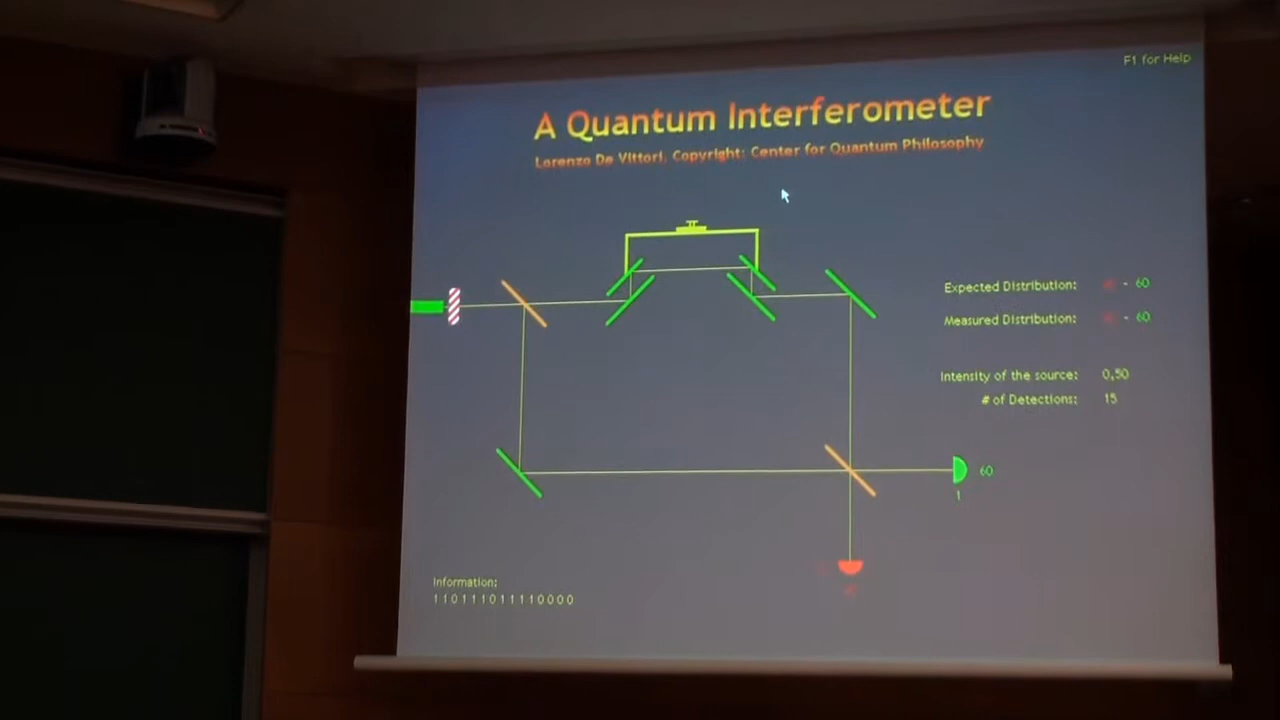 F1 for Help
A Quantum Interferometer
Lorenzo De Vittori, Copyright: Center for Quantum Philosophy
Expected Distribution: - 60
Measured Distribution: - 60
Intensity of the source: 0,50
# of Detections: 15
60
1
Information:
110111011110000